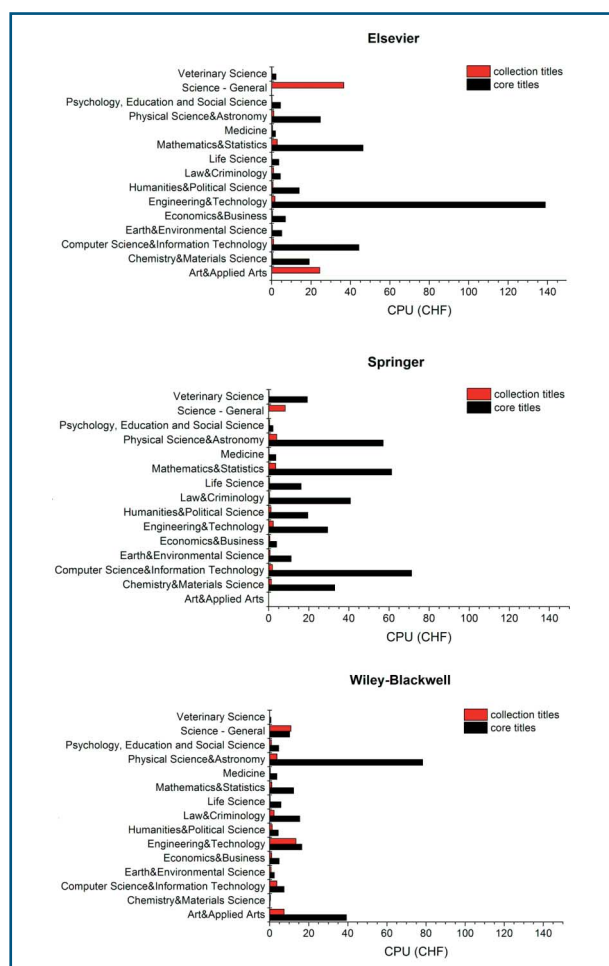 Elsevier
collection titles
core titles
Veterinary Science
Science - General
Psychology, Education and Social Science
Physical Science&Astronomy
Medicine
Mathematics&Statistics
Life Science
Law&Criminology
Humanities&Political Science
Engineering&Technology
Economics&Business
Earth&Environmental Science
Computer Science&Information Technology
Chemistry&Materials Science
Art&Applied Arts
0 20 40 60 80 100 120 140
CPU (CHF)
Springer
collection titles
core titles
Veterinary Science
Science - General
Psychology, Education and Social Science
Physical Science&Astronomy
Medicine
Mathematics&Statistics
Life Science
Law&Criminology
Humanities&Political Science
Engineering&Technology
Economics&Business
Earth&Environmental Science
Computer Science&Information Technology
Chemistry&Materials Science
Art&Applied Arts
0 20 40 60 80 100 120 140
CPU (CHF)
Wiley-Blackwell
collection titles
core titles
Veterinary Science
Science - General
Psychology, Education and Social Science
Physical Science&Astronomy
Medicine
Mathematics&Statistics
Life Science
Law&Criminology
Humanities&Political Science
Engineering&Technology
Economics&Business
Earth&Environmental Science
Computer Science&Information Technology
Chemistry&Materials Science
Art&Applied Arts
0 20 40 60 80 100 120 140
CPU (CHF)